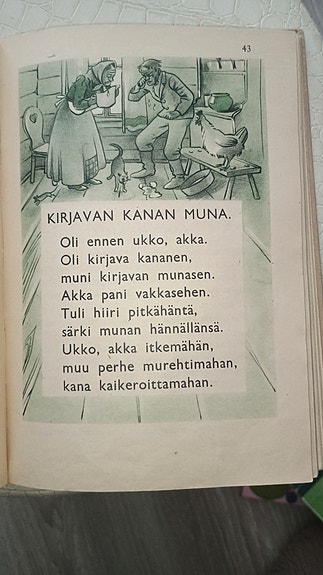 43
KIRJAVAN KANAN MUNA.
Oli ennen ukko, akka.
Oli kirjava kananen,
muni kirjavan munasen.
Akka pani vakkasehen.
Tuli hiiri pitkähäntä,
särki munan hännällänsä.
Ukko, akka itkemähän,
muu perhe murehtimahan,
kana kaikeroittamahan.